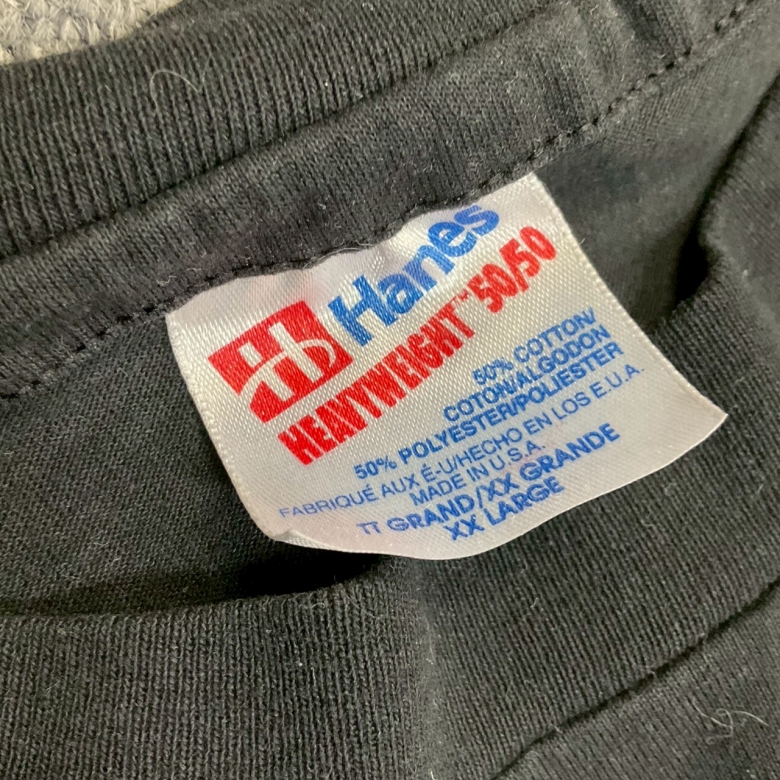 Hanes
HEAVYWEIGHT™ 50/50
50% COTTON/
COTON/ALGODON
50% POLYESTER/POLIESTER
FABRIQUÉ AUX É-U/HECHO EN LOS E.U.A.
MADE IN U.S.A.
TT GRAND/XX GRANDE
XX LARGE